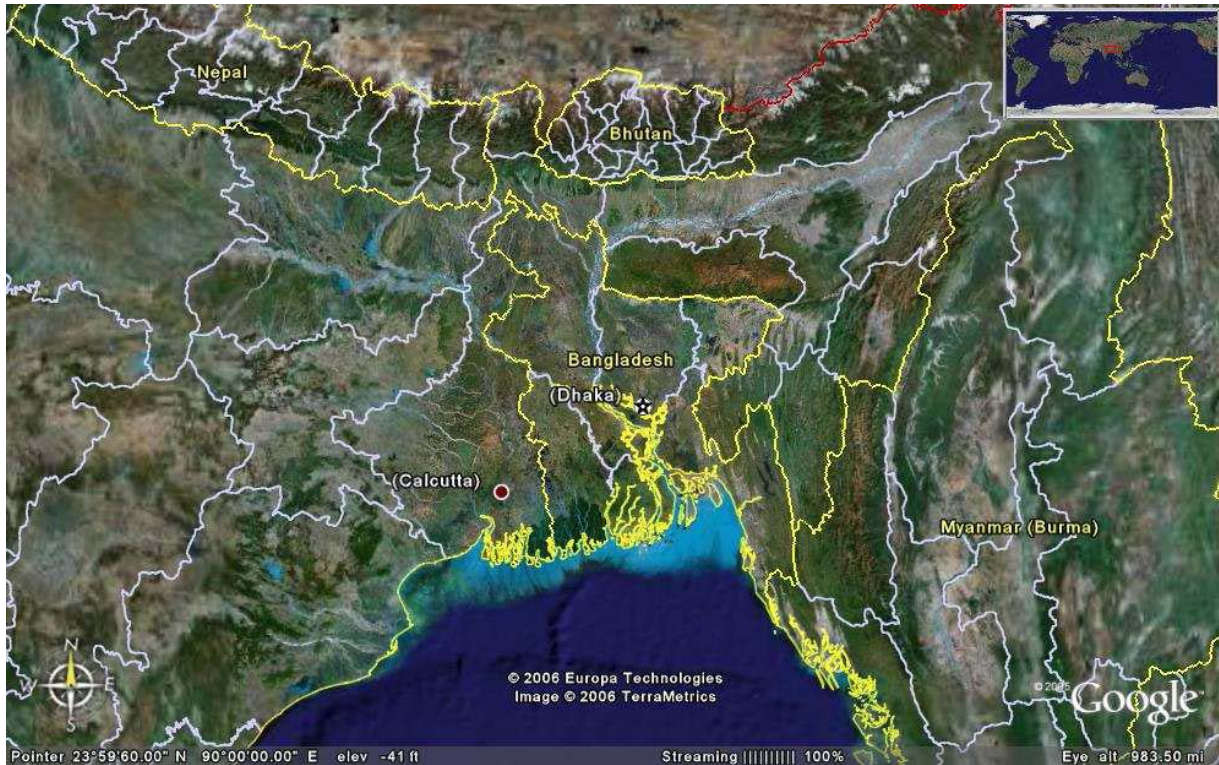 Nepal
Bhutan
Bangladesh
(Dhaka)
(Calcutta)
Myanmar (Burma)
N
W E
S
© 2006 Europa Technologies
Image © 2006 TerraMetrics
© 2005 Google
Pointer 23°59'60.00" N 90°00'00.00" E elev -41 ft Streaming |||||||||| 100% Eye alt 983.50 mi